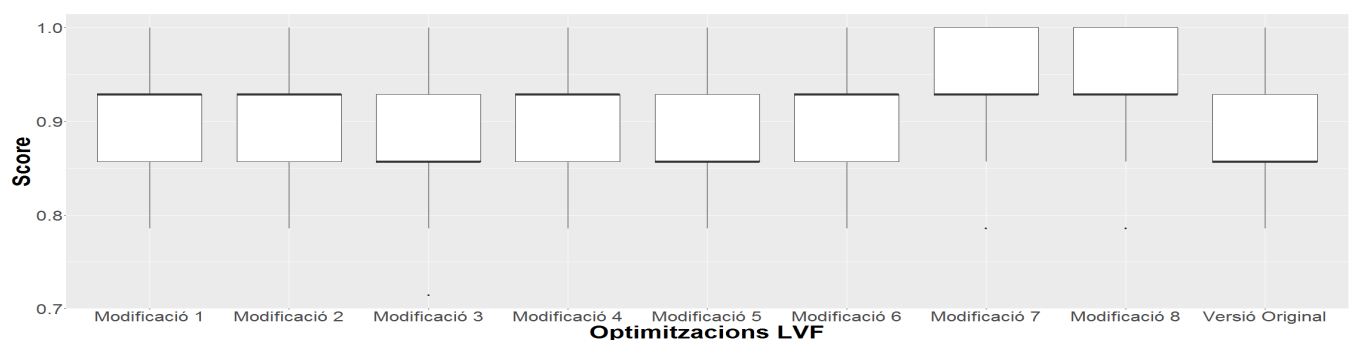 1.0
0.9
0.8
0.7
Score
Modificació 1 Modificació 2 Modificació 3 Modificació 4 Modificació 5 Modificació 6 Modificació 7 Modificació 8 Versió Original
Optimitzacions LVF